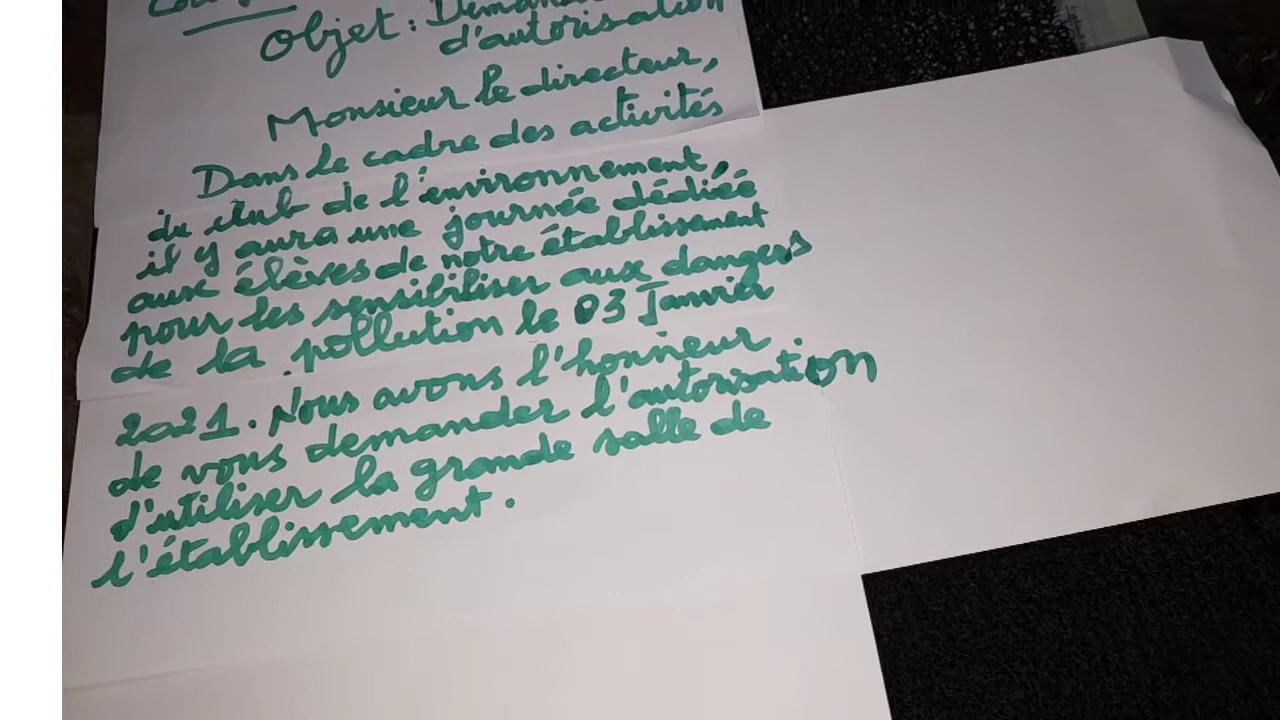 Objet : Demande
d'autorisation
Monsieur le directeur,
Dans le cadre des activités
du club de l'environnement,
il y aura une journée dédiée
aux élèves de notre établissement
pour les sensibiliser aux dangers
de la pollution le 03 Janvier
2021. Nous avons l'honneur
de vous demander l'autorisation
d'utiliser la grande salle de
l'établissement.